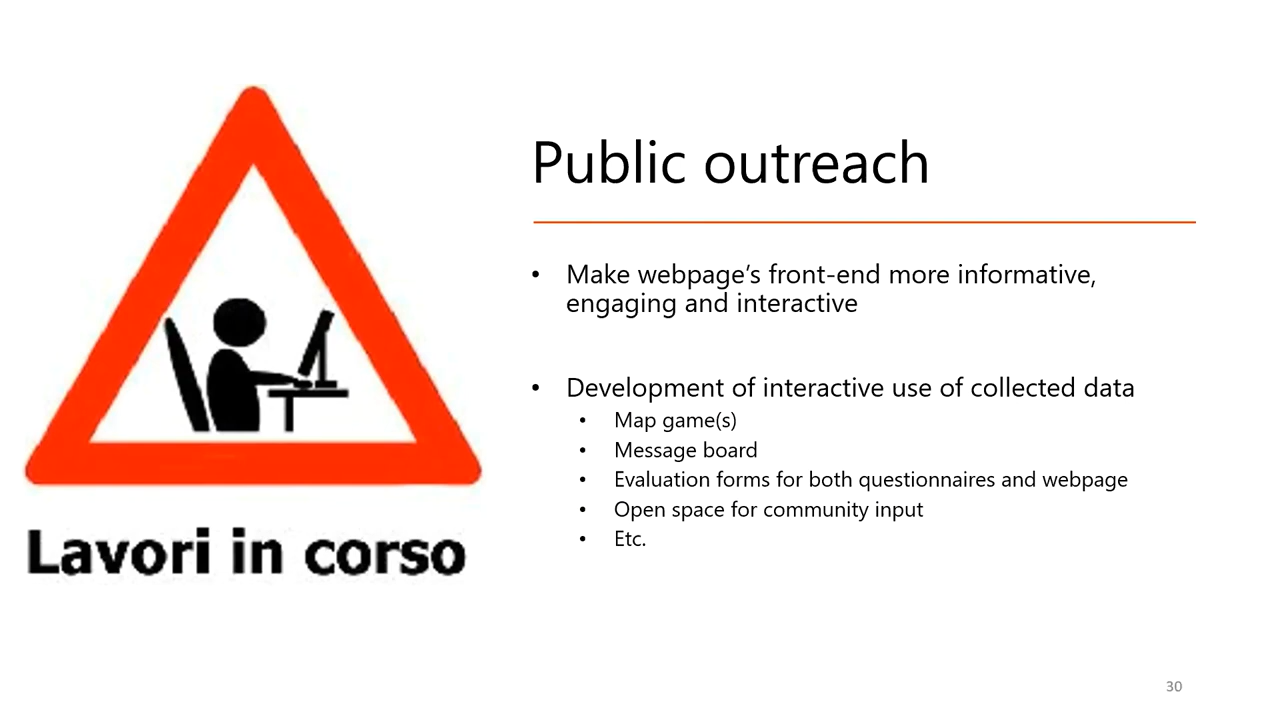 Public outreach
• Make webpage’s front-end more informative,
engaging and interactive
• Development of interactive use of collected data
• Map game(s)
• Message board
• Evaluation forms for both questionnaires and webpage
• Open space for community input
• Etc.
Lavori in corso
30